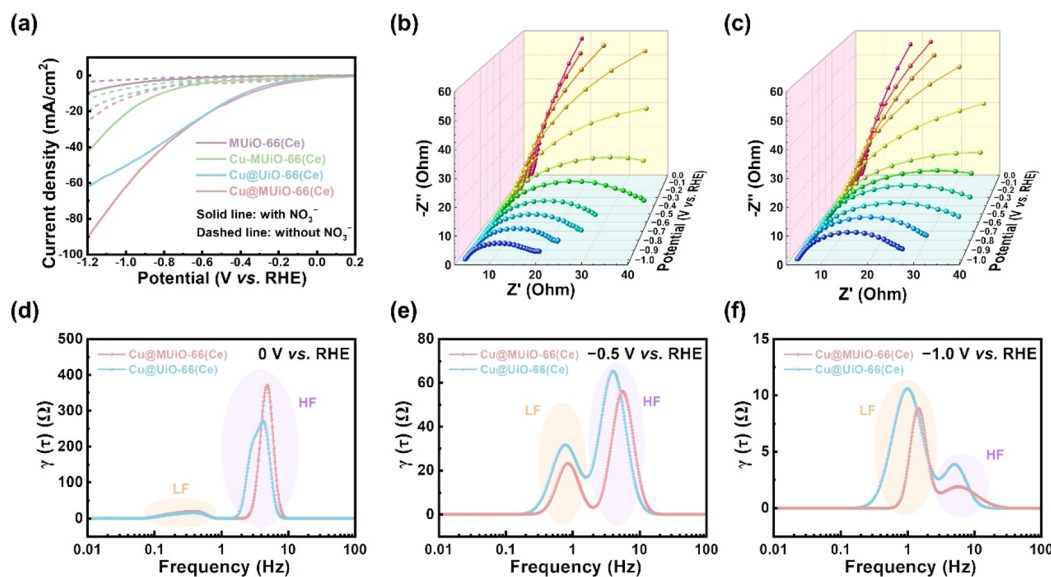 (a)
Current density (mA/cm²)
0
-20
-40
-60
-80
-100
-1.2
-1.0
-0.8
-0.6
-0.4
-0.2
0.0
0.2
Potential (V vs. RHE)
MUiO-66(Ce)
Cu-MUiO-66(Ce)
Cu@UiO-66(Ce)
Cu@MUiO-66(Ce)
Solid line: with NO₃⁻
Dashed line: without NO₃⁻
(b)
-Z'' (Ohm)
60
50
40
30
20
10
0
10
20
30
40
Z' (Ohm)
0.0
-0.1
-0.2
-0.3
-0.4
-0.5
-0.6
-0.7
-0.8
-0.9
-1.0
Potential (V vs. RHE)
(c)
-Z'' (Ohm)
60
50
40
30
20
10
0
10
20
30
40
Z' (Ohm)
0.0
-0.1
-0.2
-0.3
-0.4
-0.5
-0.6
-0.7
-0.8
-0.9
-1.0
Potential (V vs. RHE)
(d)
γ (τ) (Ω)
500
400
300
200
100
0
0.01
0.1
1
10
100
Frequency (Hz)
Cu@MUiO-66(Ce)
Cu@UiO-66(Ce)
0 V vs. RHE
HF
LF
(e)
γ (τ) (Ω)
80
60
40
20
0
0.01
0.1
1
10
100
Frequency (Hz)
Cu@MUiO-66(Ce)
Cu@UiO-66(Ce)
−0.5 V vs. RHE
LF
HF
(f)
γ (τ) (Ω)
15
10
5
0
0.01
0.1
1
10
100
Frequency (Hz)
Cu@MUiO-66(Ce)
Cu@UiO-66(Ce)
−1.0 V vs. RHE
LF
HF